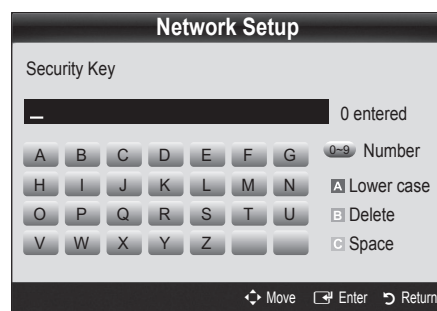 Network Setup
Security Key
_ 0 entered
A B C D E F G 0~9 Number
H I J K L M N A Lower case
O P Q R S T U B Delete
V W X Y Z C Space
Move Enter Return